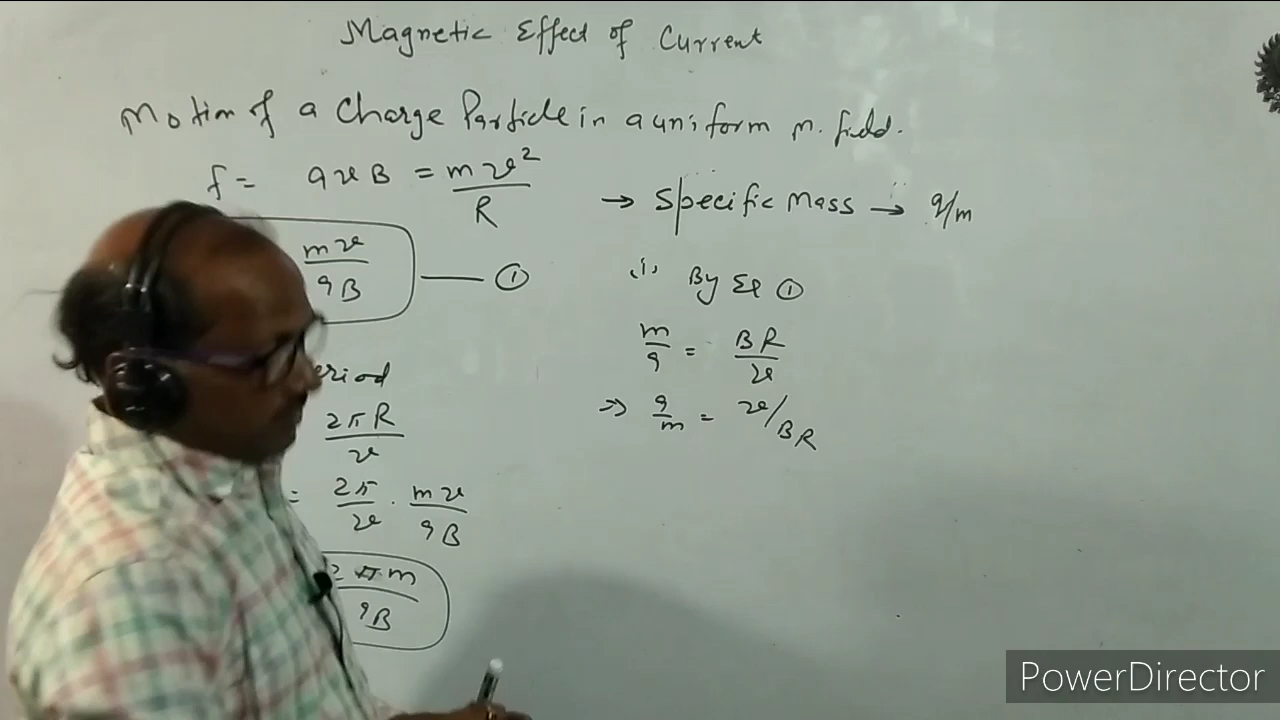 Magnetic Effect of Current
Motion of a Charge Particle in a uniform m. field.
f = qvB = mv²/R
mv/qB —— ①
eriod
2πR/v
= 2π/v . mv/qB
2πm/qB
→ Specific Mass → q/m
(i) By Eq ①
m/q = BR/v
⇒ q/m = v/BR
PowerDirector